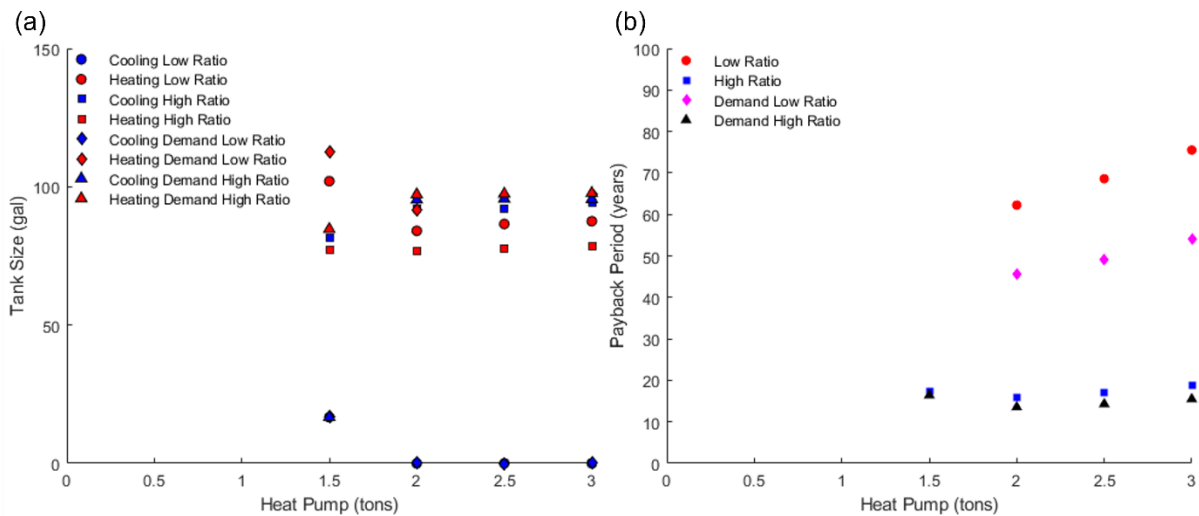 (a)
150
100
50
0
Tank Size (gal)
Cooling Low Ratio
Heating Low Ratio
Cooling High Ratio
Heating High Ratio
Cooling Demand Low Ratio
Heating Demand Low Ratio
Cooling Demand High Ratio
Heating Demand High Ratio
0 0.5 1 1.5 2 2.5 3
Heat Pump (tons)
(b)
100
90
80
70
60
50
40
30
20
10
0
Payback Period (years)
Low Ratio
High Ratio
Demand Low Ratio
Demand High Ratio
0 0.5 1 1.5 2 2.5 3
Heat Pump (tons)